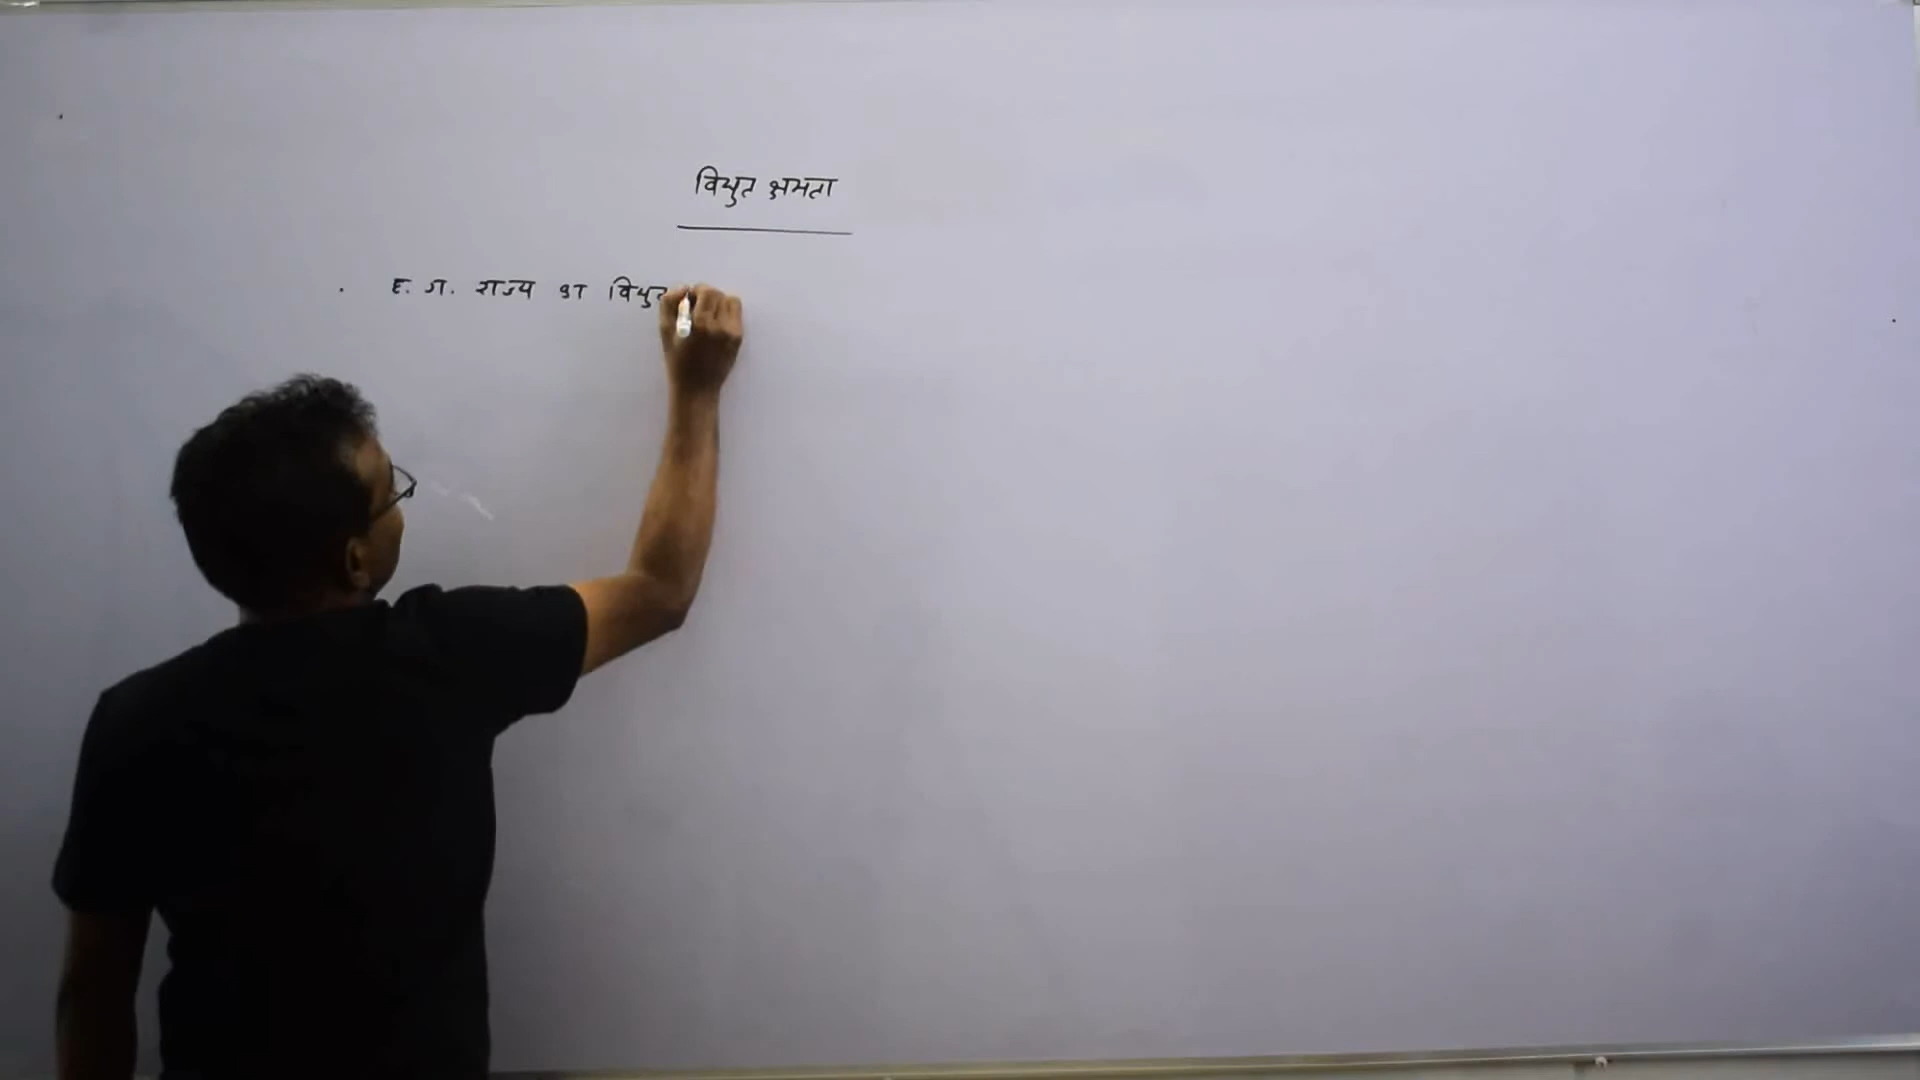 विद्युत क्षमता
छ. ग. राज्य का विद्युत